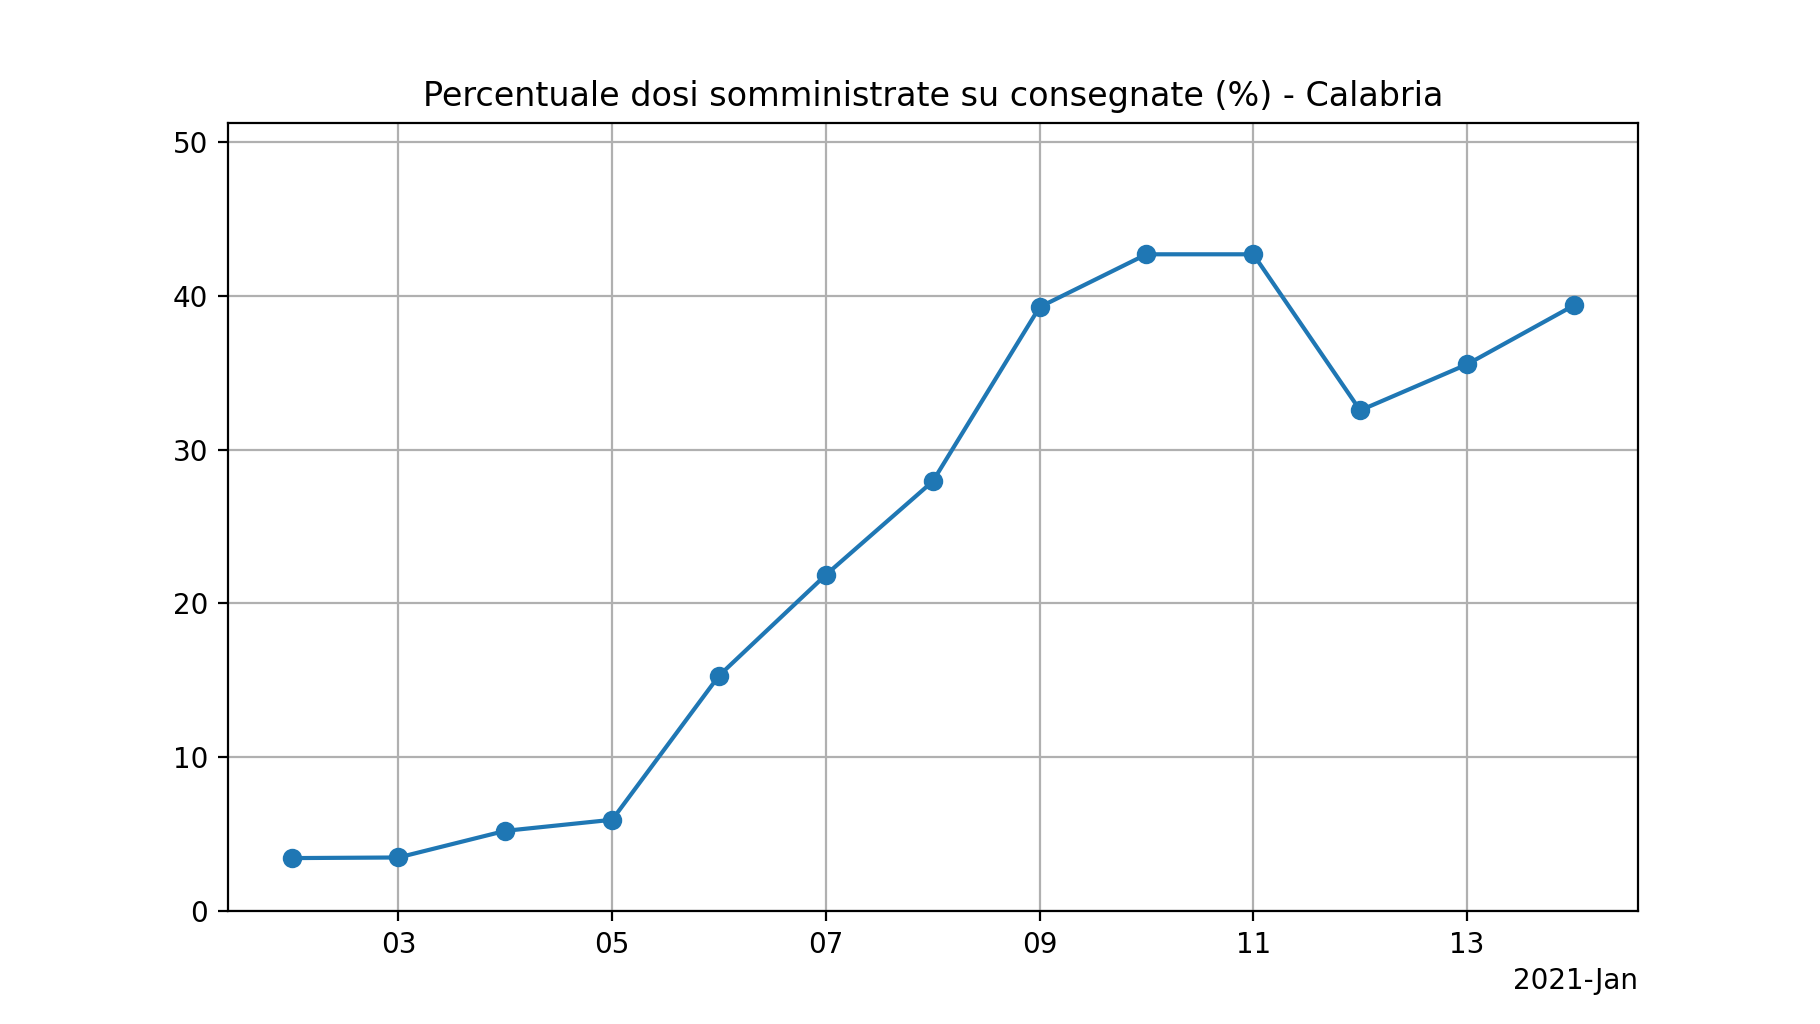 Percentuale dosi somministrate su consegnate (%) - Calabria
50
40
30
20
10
0
03 05 07 09 11 13
2021-Jan